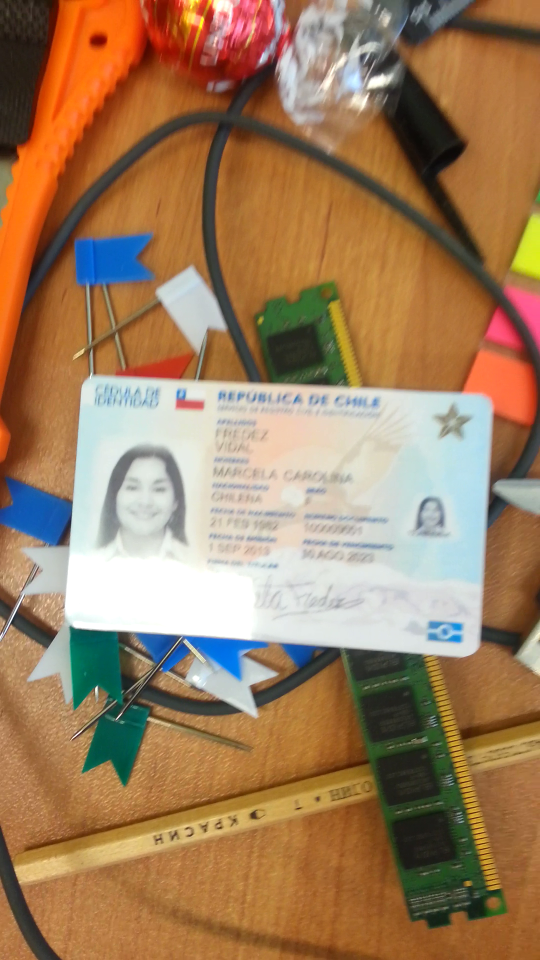 CÉDULA DE
IDENTIDAD
REPÚBLICA DE CHILE
SERVICIO DE REGISTRO CIVIL E IDENTIFICACIÓN
APELLIDOS
FREDEZ
VIDAL
NOMBRES
MARCELA CAROLINA
NACIONALIDAD
SEXO
CHILENA
F
FECHA DE NACIMIENTO
NÚMERO DOCUMENTO
21 FEB 1982
100000001
FECHA DE EMISIÓN
FECHA DE VENCIMIENTO
1 SEP 2013
30 AGO 2023
FIRMA DEL TITULAR
КРАСИН